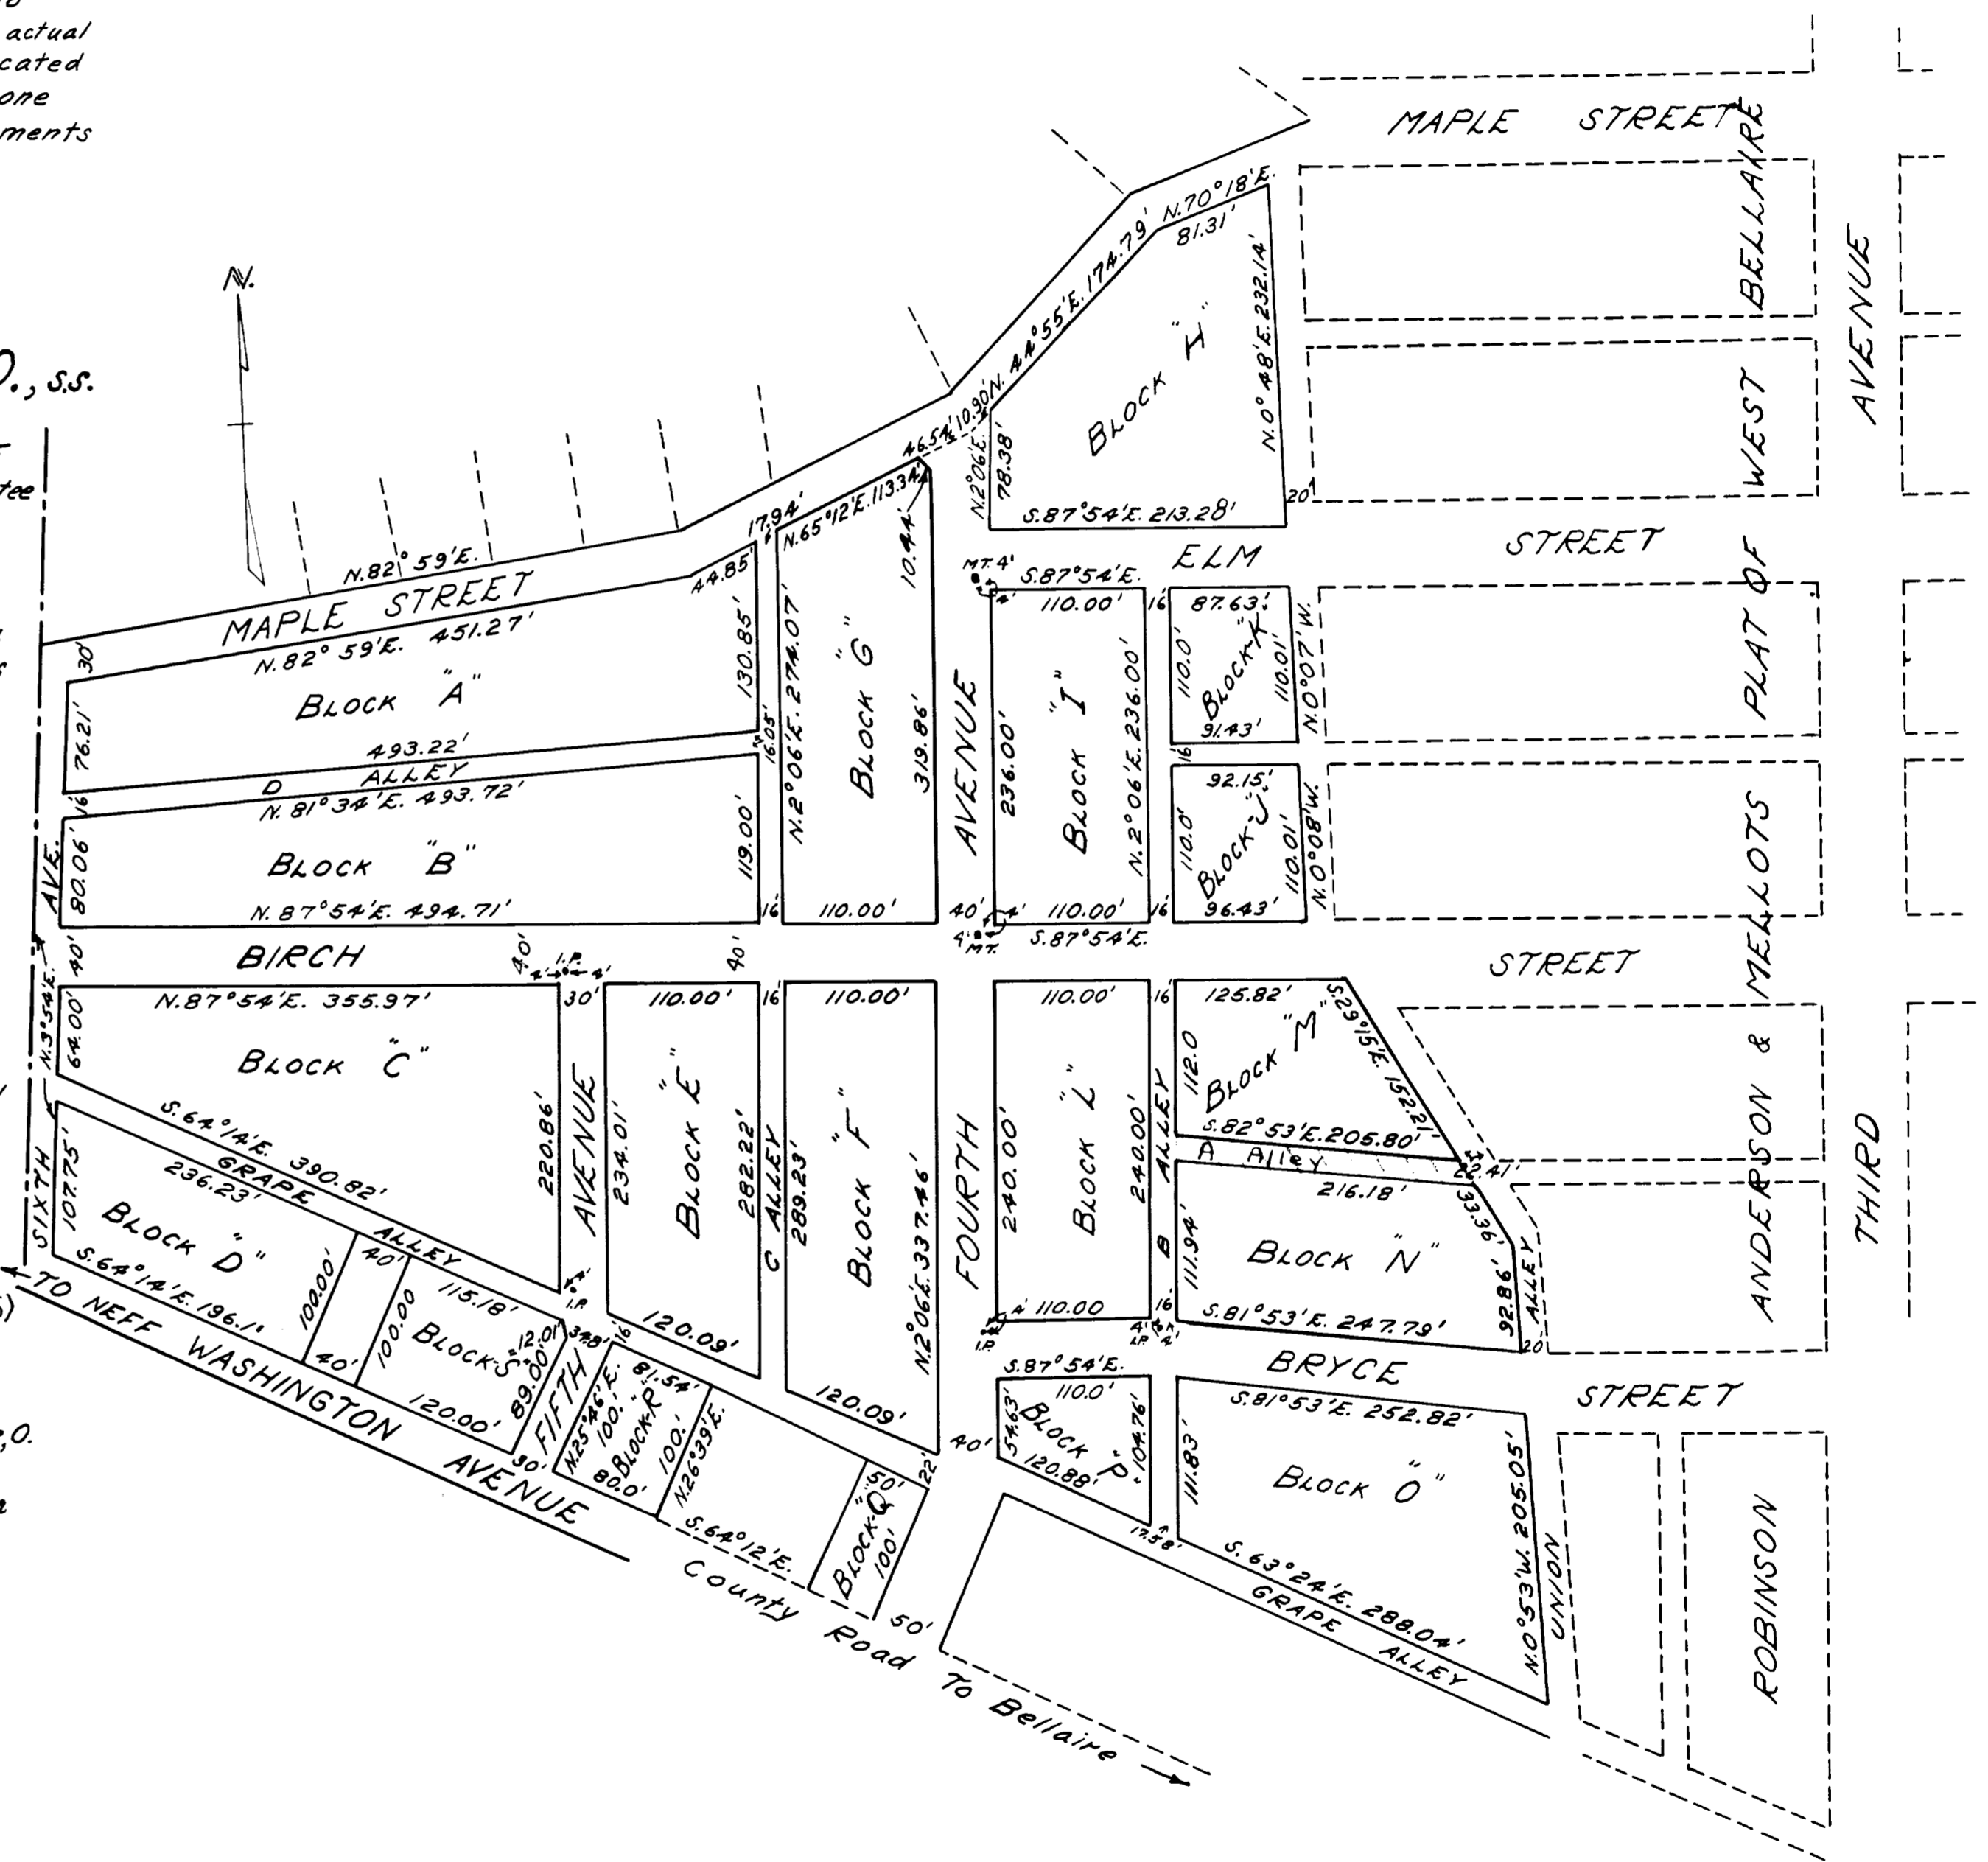 actual
cated
one
ments
., s.s.
tee
N.
MAPLE STREET
BELLAIRE
AVENUE
N.70°18'E.
81.31'
N. 44°55'E. 174.79'
BLOCK "I"
N.0°48'E. 232.14'
46.54'
10.90'
N.2°06'E.
78.38'
S.87°54'E. 213.28'
20'
WEST
17.94'
N.65°12'E. 113.34'
10.44'
N.82°59'E.
MAPLE STREET
44.85'
30'
N.82°59'E. 451.27'
BLOCK "A"
76.21'
130.85'
493.22'
16.05'
D ALLEY
16'
N. 81°34'E. 493.72'
80.06'
BLOCK "B"
119.00'
N. 87°54'E. 494.71'
16'
AVE.
N.2°06'E. 274.07'
BLOCK "G"
319.86'
110.00'
AVENUE
40'
ELM STREET
MT. 4'
4'
S.87°54'E.
110.00'
16'
87.63'
236.00'
BLOCK "I"
N.2°06'E. 236.00'
110.0'
BLOCK-"K"
110.01'
N.0°07'W.
91.43'
16'
92.15'
110.0'
BLOCK-"J"
110.01'
N.0°08'W.
96.43'
4'
110.00'
16'
4'
MT.
S.87°54'E.
PLAT OF
40'
BIRCH STREET
40'
I.P.
4' 4'
40'
N.3°54'E.
64.00'
N.87°54'E. 355.97'
BLOCK "C"
220.86'
S.64°14'E. 390.82'
30'
AVENUE
110.00'
234.01'
BLOCK "E"
282.22'
120.09'
16'
C ALLEY
110.00'
289.23'
BLOCK "F"
N.2°06'E. 337.46'
120.09'
FOURTH
110.00'
240.00'
BLOCK "L"
240.00'
110.00
4'
I.P.
16'
B ALLEY
125.82'
112.0
BLOCK "M"
S.29°15'E. 152.21'
S.82°53'E. 205.80'
A Alley
22.41'
216.18'
33.36'
111.94'
BLOCK "N"
92.86'
ALLEY
16'
S.81°53'E. 247.79'
20'
4'
I.P.
4'
ANDERSON & MELLOTS
THIRD
SIXTH
107.75'
GRAPE ALLEY
236.23'
BLOCK "D"
S.64°14'E. 196.1'
100.00'
40'
40'
100.00
115.18'
BLOCK-"S"
12.01'
89.00'
120.00'
4'
I.P.
34.8'
16'
FIFTH
30'
N.25°46'E.
100.'
81.54'
BLOCK-"R"
100.'
80.0'
N.26°39'E.
TO NEFF
WASHINGTON AVENUE
S.64°12'E.
50'
BLOCK-"Q"
100'
22'
50'
County Road To Bellaire
40'
BRYCE STREET
S.87°54'E.
110.0'
54.63'
BLOCK "P"
104.76'
120.88'
17.58'
S.81°53'E. 252.82'
111.83'
BLOCK "O"
N.0°53'W. 205.05'
S. 63°24'E. 288.04'
GRAPE ALLEY
UNION
ROBINSON
,O.